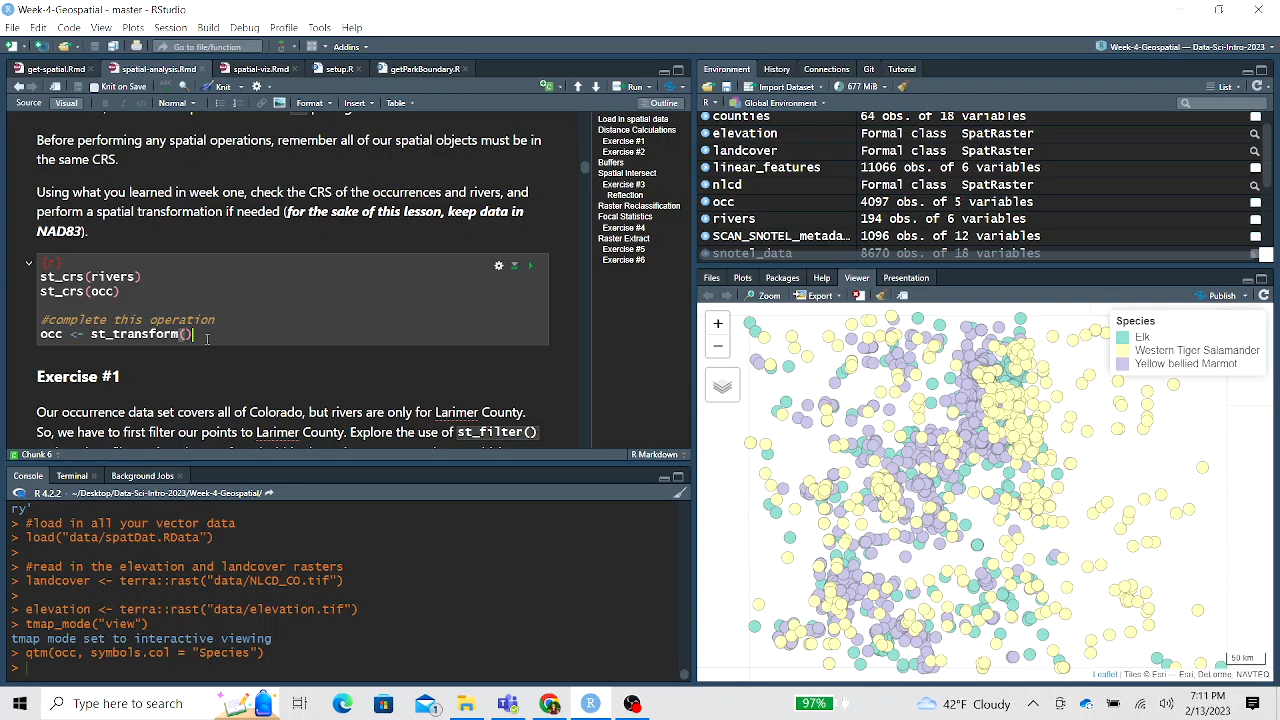 Week-4-Geospatial - master - RStudio
File Edit Code View Plots Session Build Debug Profile Tools Help
Go to file/function Addins Week-4-Geospatial — Data-Sci-Intro-2023
get-spatial.Rmd spatial-analysis.Rmd spatial-viz.Rmd setup.R getParkBoundary.R
Knit on Save Knit Run
Source Visual B I Normal Format Insert Table Outline
Before performing any spatial operations, remember all of our spatial objects must be in
the same CRS.
Using what you learned in week one, check the CRS of the occurrences and rivers, and
perform a spatial transformation if needed (for the sake of this lesson, keep data in
NAD83).
{r}
st_crs(rivers)
st_crs(occ)
#complete this operation
occ <- st_transform()
Exercise #1
Our occurrence data set covers all of Colorado, but rivers are only for Larimer County.
So, we have to first filter our points to Larimer County. Explore the use of st_filter()
Load in spatial data
Distance Calculations
Exercise #1
Exercise #2
Buffers
Spatial Intersect
Exercise #3
Reflection
Raster Reclassification
Focal Statistics
Exercise #4
Raster Extract
Exercise #5
Exercise #6
Chunk 6 R Markdown
Console Terminal Background Jobs
R 4.2.2 · ~/Desktop/Data-Sci-Intro-2023/Week-4-Geospatial/
ry'
> #load in all your vector data
> load("data/spatDat.RData")
>
> #read in the elevation and landcover rasters
> landcover <- terra::rast("data/NLCD_CO.tif")
>
> elevation <- terra::rast("data/elevation.tif")
> tmap_mode("view")
tmap mode set to interactive viewing
> qtm(occ, symbols.col = "Species")
>
Environment History Connections Git Tutorial
Import Dataset 677 MiB List
R Global Environment
counties 64 obs. of 18 variables
elevation Formal class SpatRaster
landcover Formal class SpatRaster
linear_features 11066 obs. of 6 variables
nlcd Formal class SpatRaster
occ 4097 obs. of 5 variables
rivers 194 obs. of 6 variables
SCAN_SNOTEL_metada… 1096 obs. of 12 variables
snotel_data 8670 obs. of 18 variables
Files Plots Packages Help Viewer Presentation
Zoom Export Publish
+
−
Species
Elk
Western Tiger Salamander
Yellow bellied Marmot
50 km
Leaflet | Tiles © Esri — Esri, DeLorme, NAVTEQ
Type here to search
97%
42°F Cloudy
7:11 PM
2/13/2023